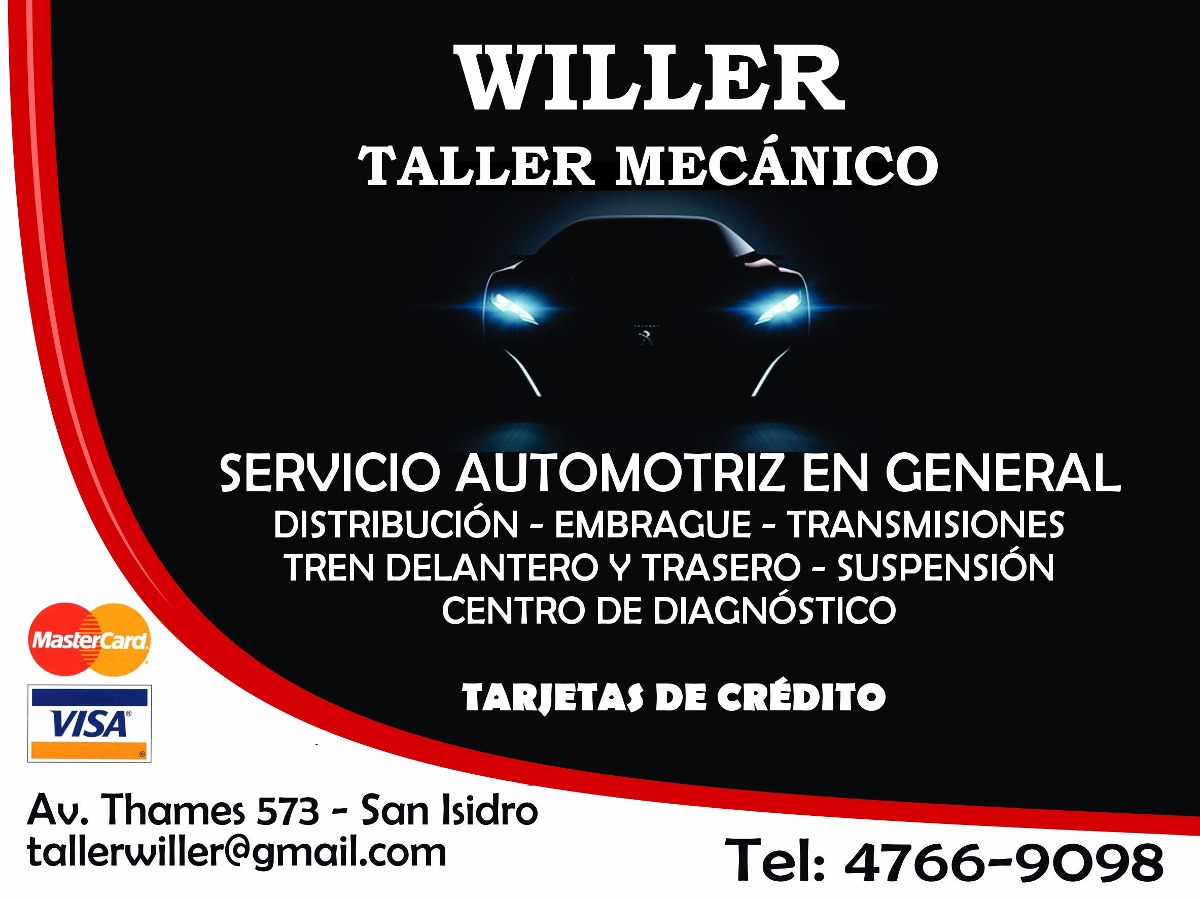 WILLER
TALLER MECÁNICO
SERVICIO AUTOMOTRIZ EN GENERAL
DISTRIBUCIÓN - EMBRAGUE - TRANSMISIONES
TREN DELANTERO Y TRASERO - SUSPENSIÓN
CENTRO DE DIAGNÓSTICO
TARJETAS DE CRÉDITO
MasterCard
VISA
Av. Thames 573 - San Isidro
tallerwiller@gmail.com
Tel: 4766-9098